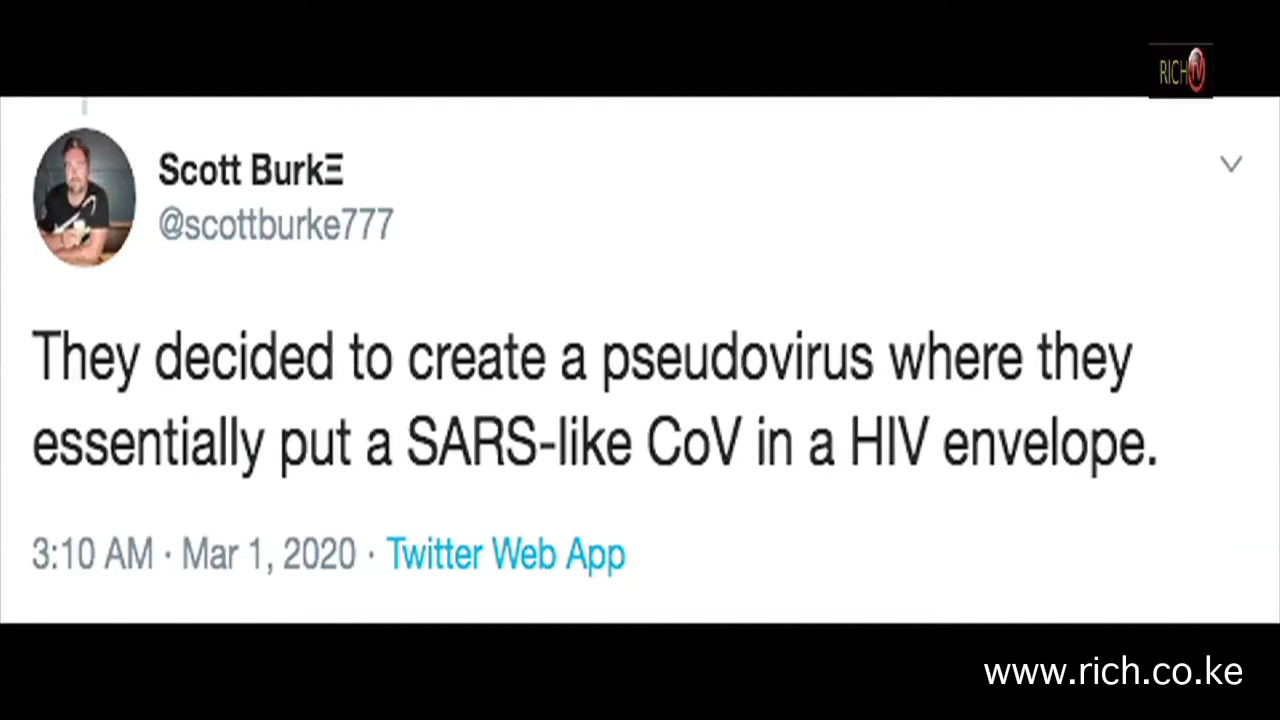 RICH TV
Scott BurkΞ
@scottburke777
They decided to create a pseudovirus where they
essentially put a SARS-like CoV in a HIV envelope.
3:10 AM · Mar 1, 2020 · Twitter Web App
www.rich.co.ke